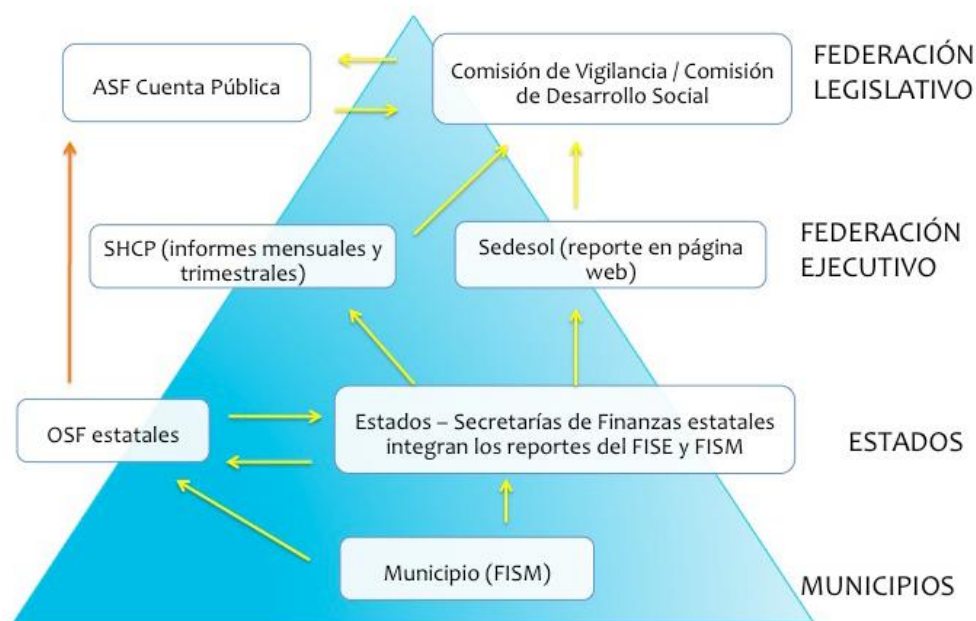 ASF Cuenta Pública
Comisión de Vigilancia / Comisión
de Desarrollo Social
FEDERACIÓN
LEGISLATIVO
SHCP (informes mensuales y
trimestrales)
Sedesol (reporte en página
web)
FEDERACIÓN
EJECUTIVO
OSF estatales
Estados – Secretarías de Finanzas estatales
integran los reportes del FISE y FISM
ESTADOS
Municipio (FISM)
MUNICIPIOS